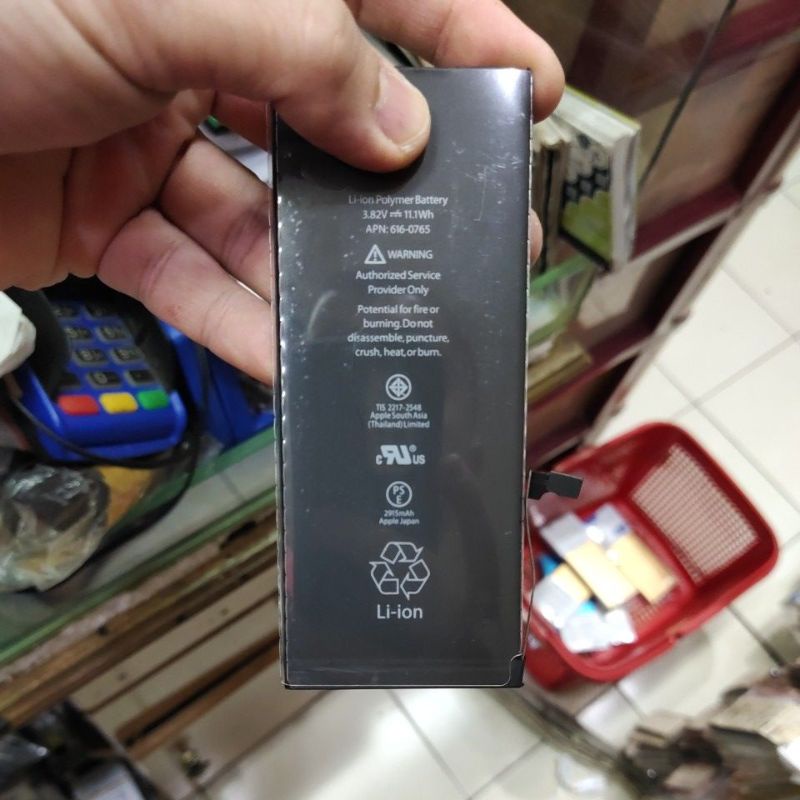 Li-ion Polymer Battery
3.82V ⎓ 11.1Wh
APN: 616-0765
WARNING
Authorized Service
Provider Only
Potential for fire or
burning. Do not
disassemble, puncture,
crush, heat, or burn.
TIS 2217-2548
Apple South Asia
(Thailand) Limited
c RU ® US
PS
E
2915mAh
Apple Japan
Li-ion